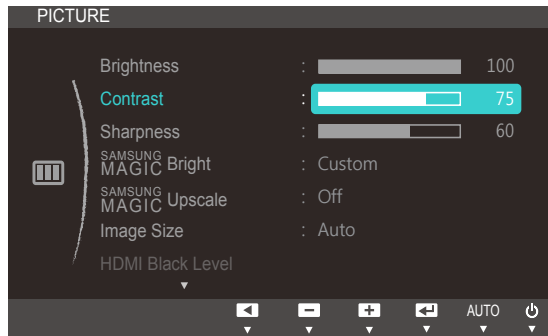 PICTURE
Brightness : 100
Contrast : 75
Sharpness : 60
SAMSUNG MAGIC Bright : Custom
SAMSUNG MAGIC Upscale : Off
Image Size : Auto
HDMI Black Level
AUTO